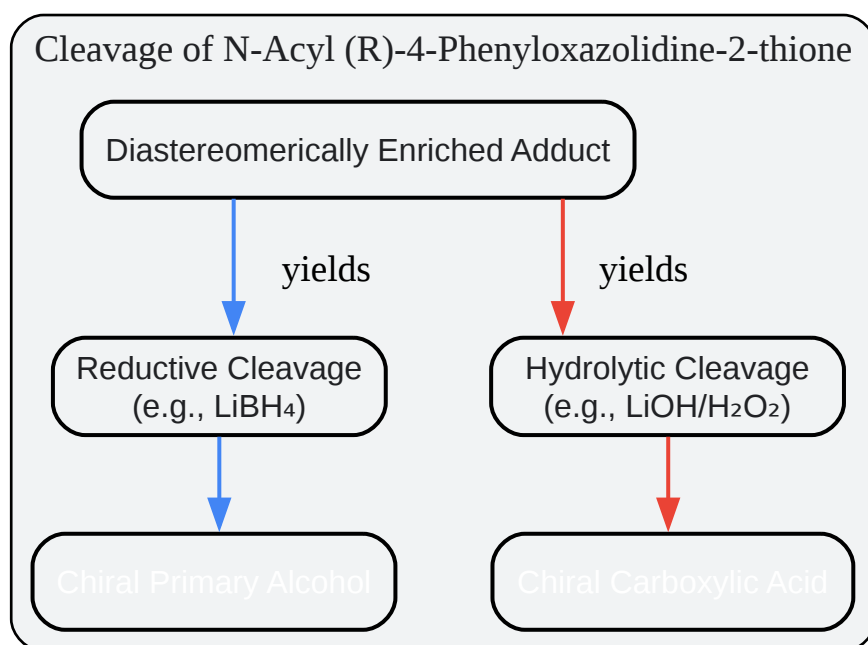 Cleavage of N-Acyl (R)-4-Phenyloxazolidine-2-thione
Diastereomerically Enriched Adduct
yields
yields
Reductive Cleavage
(e.g., LiBH₄)
Hydrolytic Cleavage
(e.g., LiOH/H₂O₂)
Chiral Primary Alcohol
Chiral Carboxylic Acid